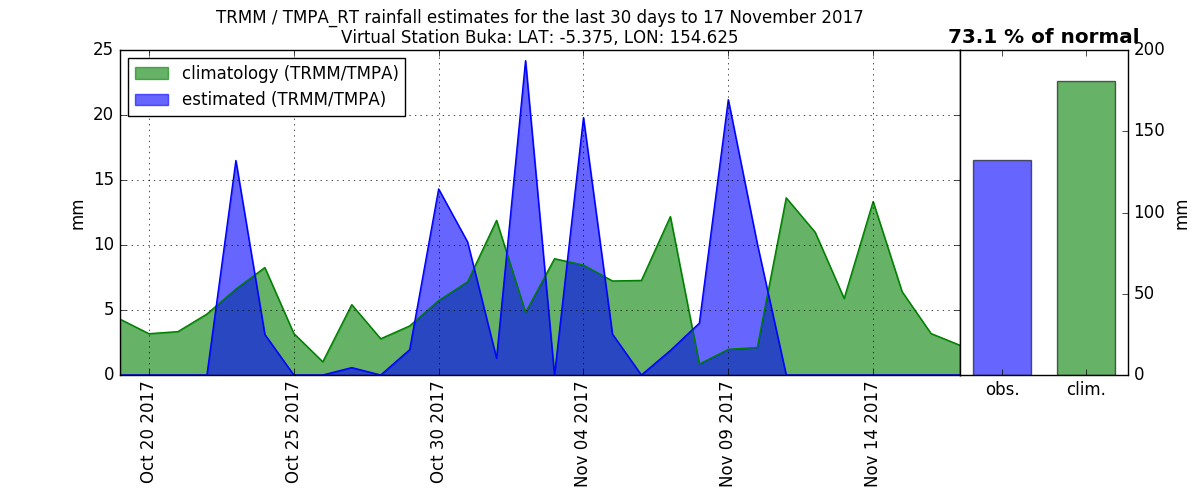 TRMM / TMPA_RT rainfall estimates for the last 30 days to 17 November 2017
Virtual Station Buka: LAT: -5.375, LON: 154.625
73.1 % of normal
climatology (TRMM/TMPA)
estimated (TRMM/TMPA)
mm
25
20
15
10
5
0
Oct 20 2017
Oct 25 2017
Oct 30 2017
Nov 04 2017
Nov 09 2017
Nov 14 2017
obs.
clim.
200
150
100
50
0
mm